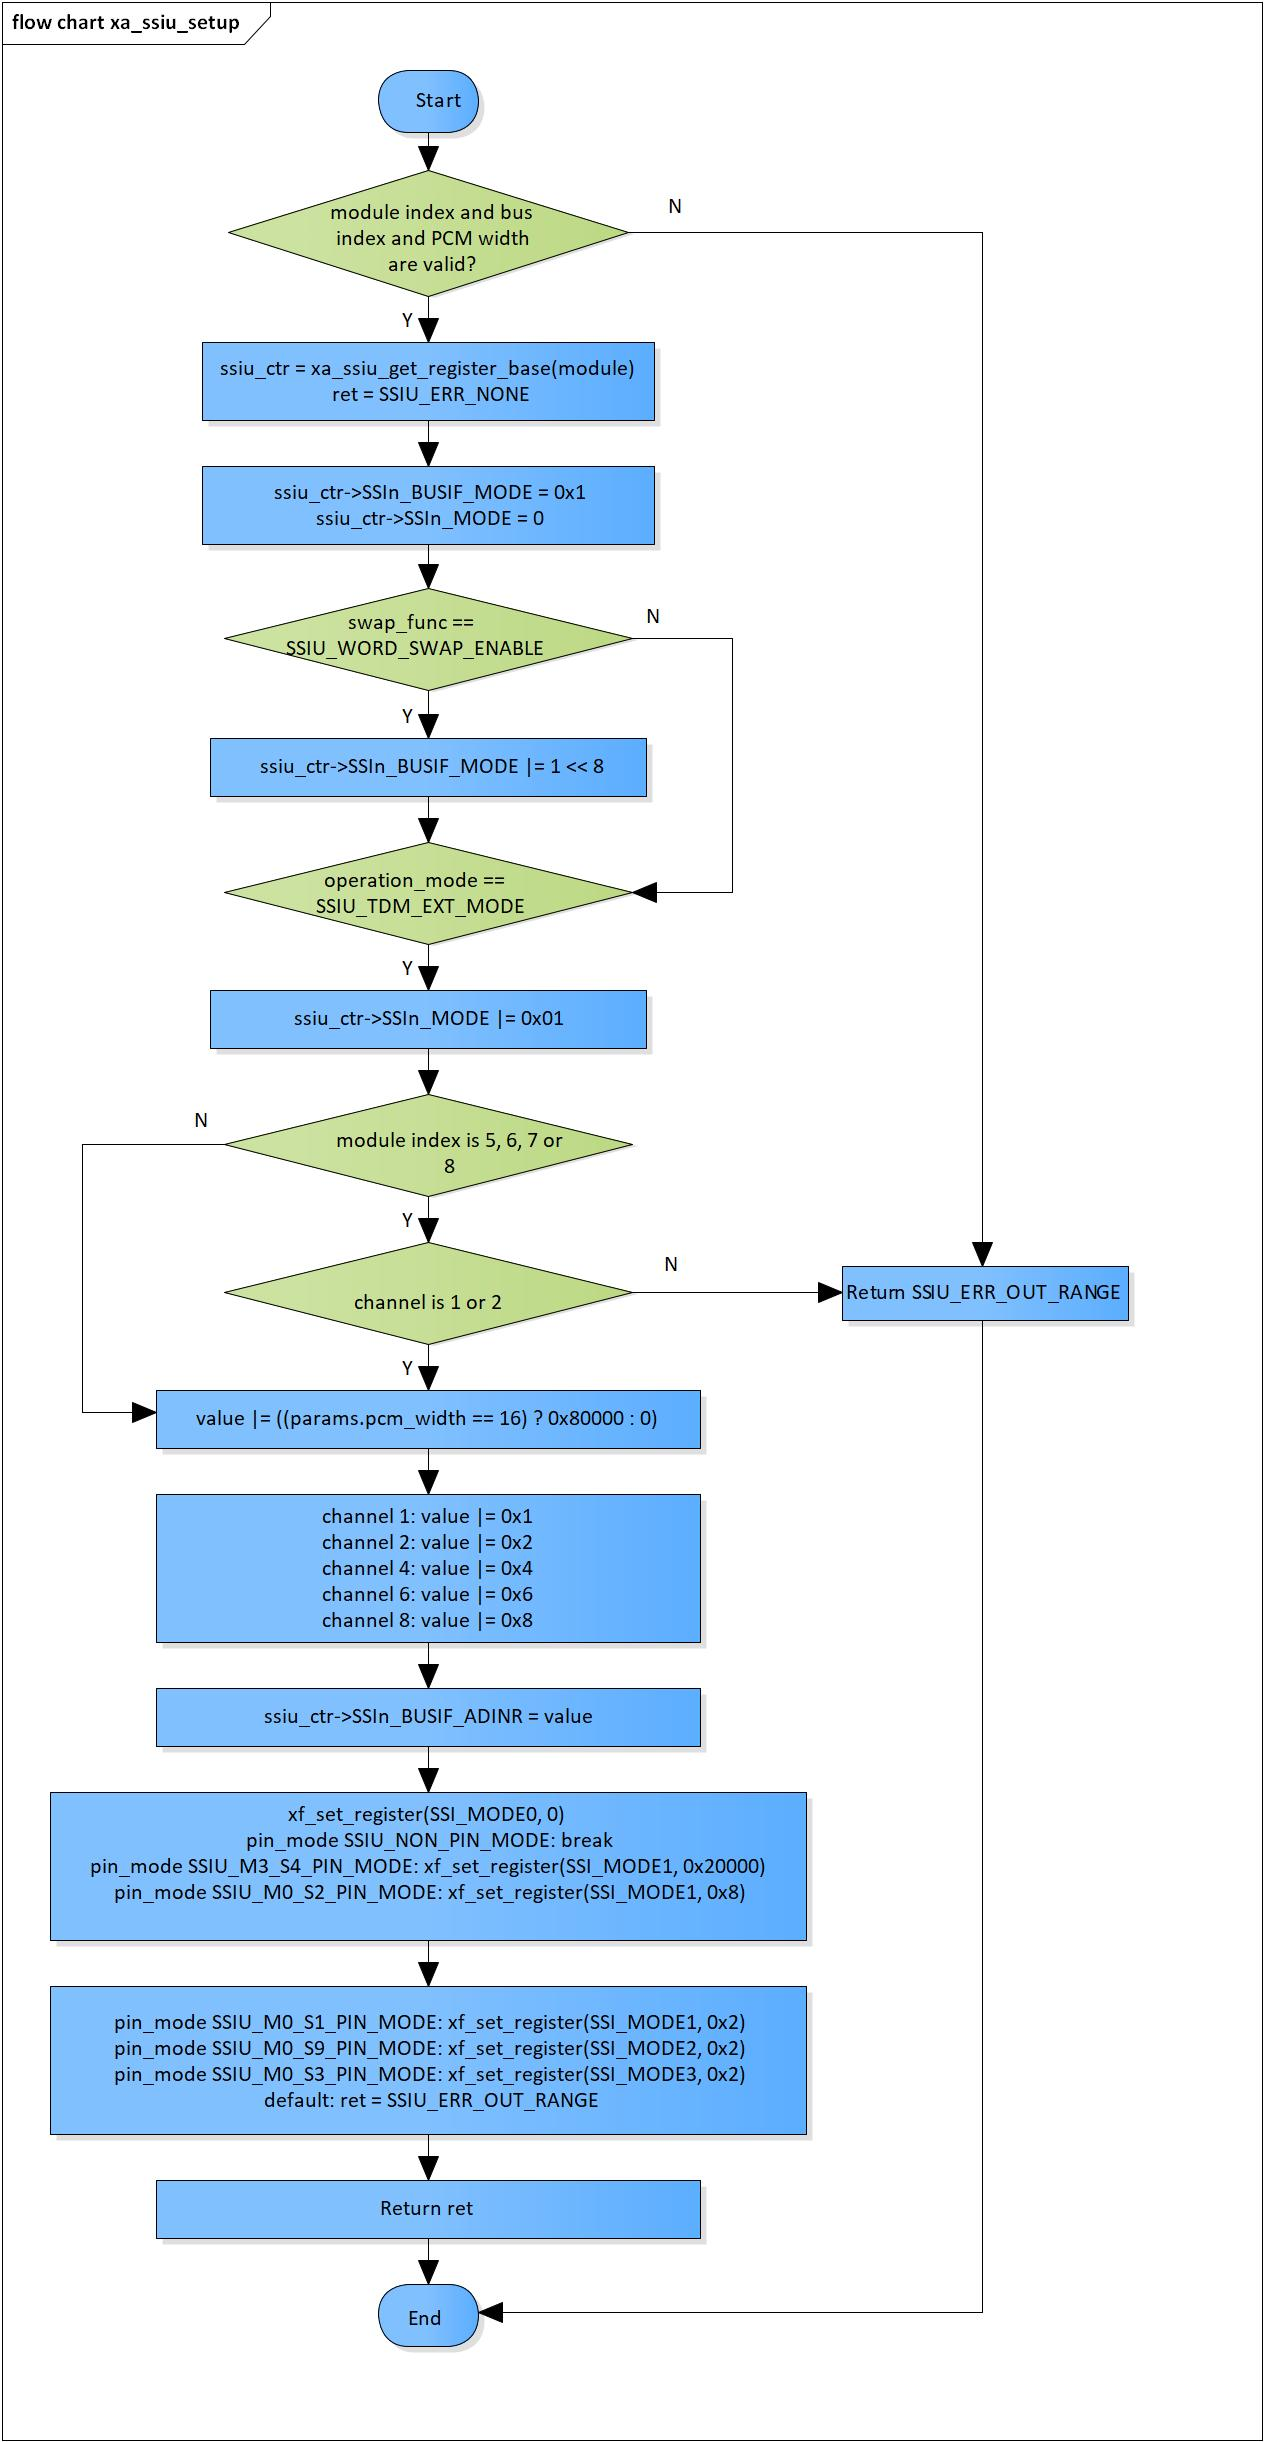 flow chart xa_ssiu_setup
Start
module index and bus
index and PCM width
are valid?
N
Y
ssiu_ctr = xa_ssiu_get_register_base(module)
ret = SSIU_ERR_NONE
ssiu_ctr->SSIn_BUSIF_MODE = 0x1
ssiu_ctr->SSIn_MODE = 0
swap_func ==
SSIU_WORD_SWAP_ENABLE
N
Y
ssiu_ctr->SSIn_BUSIF_MODE |= 1 << 8
operation_mode ==
SSIU_TDM_EXT_MODE
Y
ssiu_ctr->SSIn_MODE |= 0x01
N
module index is 5, 6, 7 or
8
Y
channel is 1 or 2
N
Return SSIU_ERR_OUT_RANGE
Y
value |= ((params.pcm_width == 16) ? 0x80000 : 0)
channel 1: value |= 0x1
channel 2: value |= 0x2
channel 4: value |= 0x4
channel 6: value |= 0x6
channel 8: value |= 0x8
ssiu_ctr->SSIn_BUSIF_ADINR = value
xf_set_register(SSI_MODE0, 0)
pin_mode SSIU_NON_PIN_MODE: break
pin_mode SSIU_M3_S4_PIN_MODE: xf_set_register(SSI_MODE1, 0x20000)
pin_mode SSIU_M0_S2_PIN_MODE: xf_set_register(SSI_MODE1, 0x8)
pin_mode SSIU_M0_S1_PIN_MODE: xf_set_register(SSI_MODE1, 0x2)
pin_mode SSIU_M0_S9_PIN_MODE: xf_set_register(SSI_MODE2, 0x2)
pin_mode SSIU_M0_S3_PIN_MODE: xf_set_register(SSI_MODE3, 0x2)
default: ret = SSIU_ERR_OUT_RANGE
Return ret
End